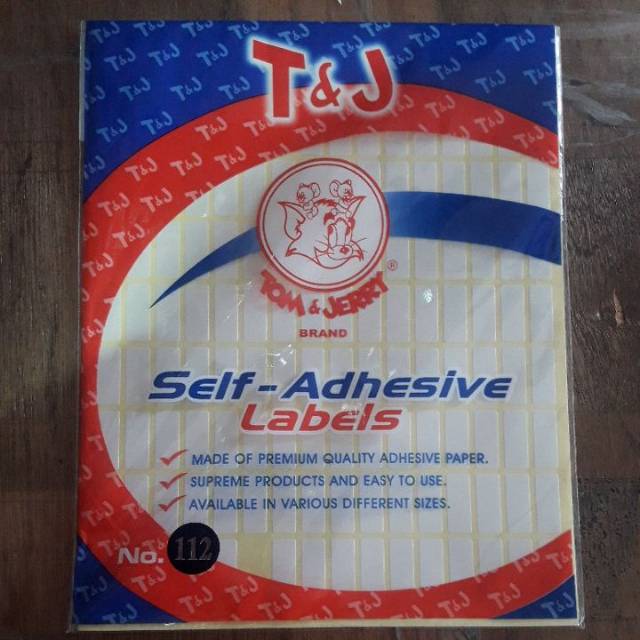 T&J
TOM & JERRY ®
BRAND
Self-Adhesive
Labels
MADE OF PREMIUM QUALITY ADHESIVE PAPER.
SUPREME PRODUCTS AND EASY TO USE.
AVAILABLE IN VARIOUS DIFFERENT SIZES.
No. 112
T&J